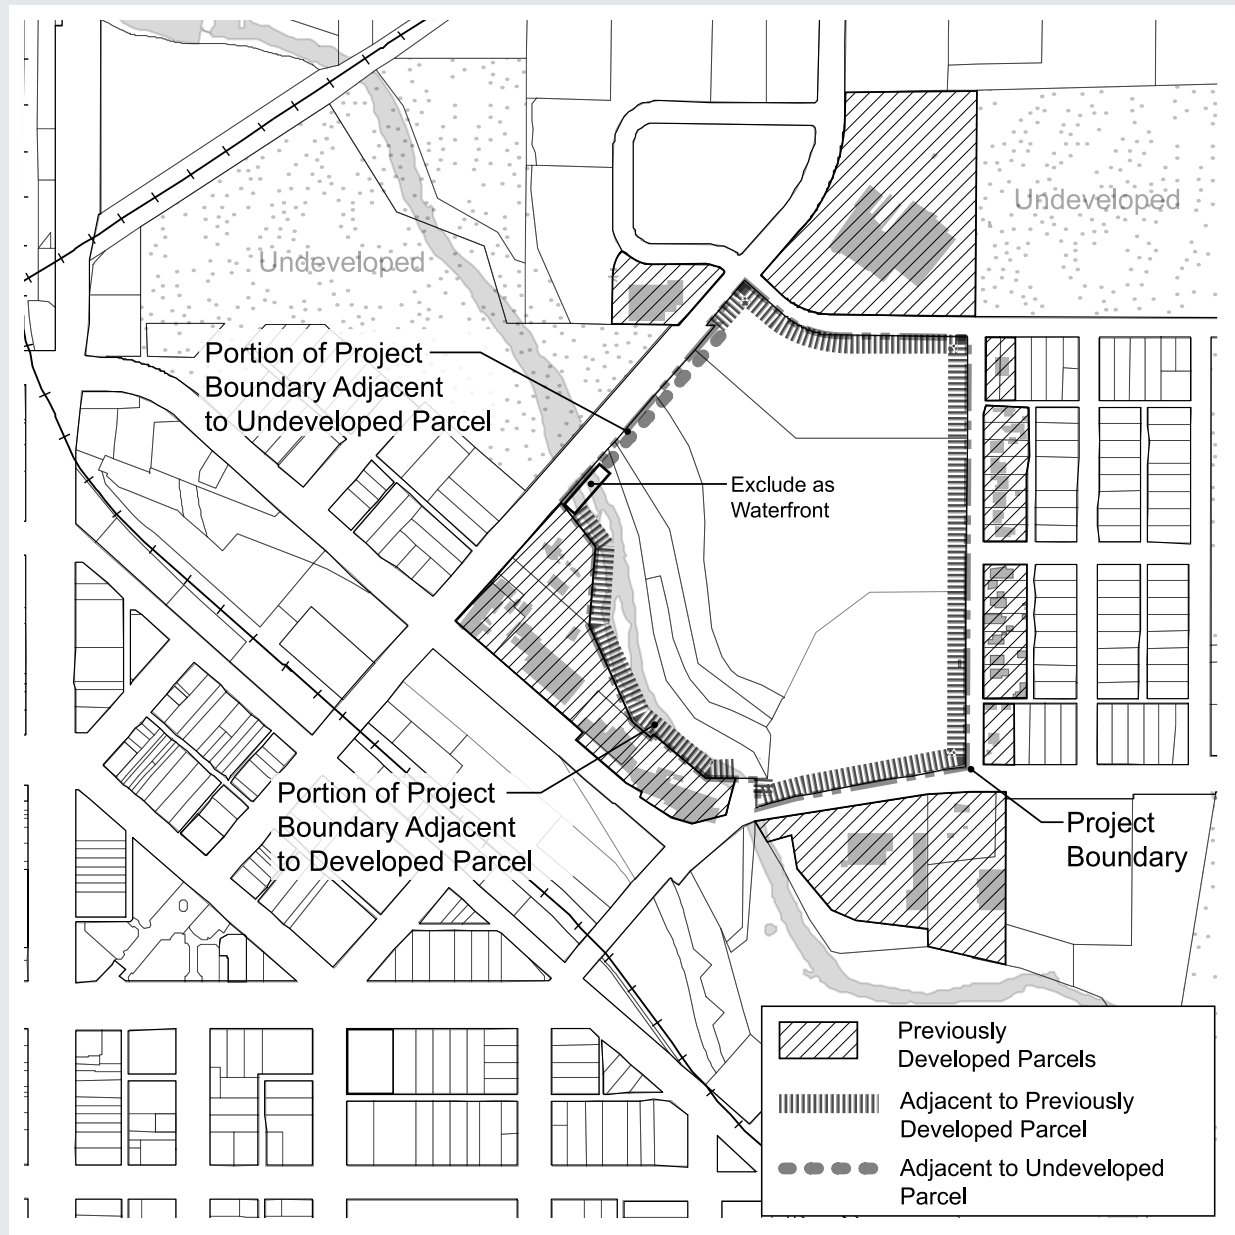 Undeveloped
Undeveloped
Portion of Project
Boundary Adjacent
to Undeveloped Parcel
Exclude as
Waterfront
Portion of Project
Boundary Adjacent
to Developed Parcel
Project
Boundary
Previously
Developed Parcels
Adjacent to Previously
Developed Parcel
Adjacent to Undeveloped
Parcel